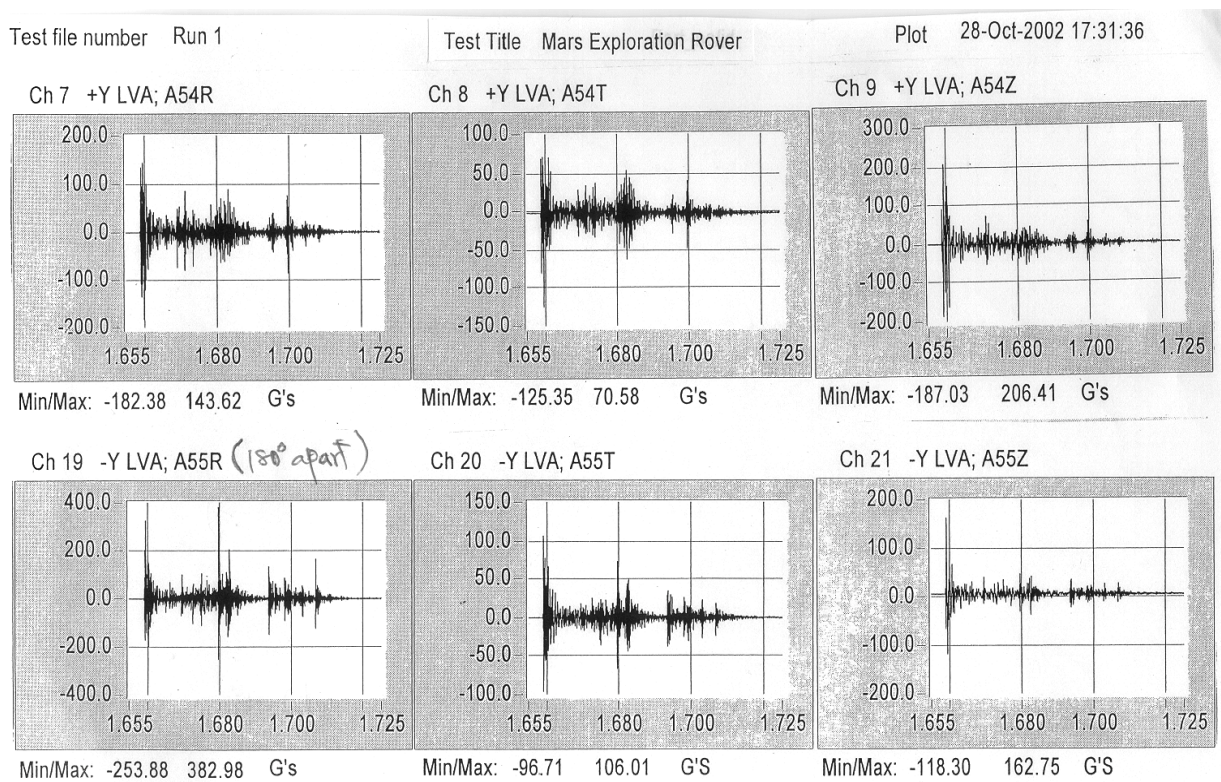 Test file number Run 1 Test Title Mars Exploration Rover Plot 28-Oct-2002 17:31:36
Ch 7 +Y LVA; A54R
200.0
100.0
0.0
-100.0
-200.0
1.655 1.680 1.700 1.725
Min/Max: -182.38 143.62 G's
Ch 8 +Y LVA; A54T
100.0
50.0
0.0
-50.0
-100.0
-150.0
1.655 1.680 1.700 1.725
Min/Max: -125.35 70.58 G's
Ch 9 +Y LVA; A54Z
300.0
200.0
100.0
0.0
-100.0
-200.0
1.655 1.680 1.700 1.725
Min/Max: -187.03 206.41 G's
Ch 19 -Y LVA; A55R (180° apart)
400.0
200.0
0.0
-200.0
-400.0
1.655 1.680 1.700 1.725
Min/Max: -253.88 382.98 G's
Ch 20 -Y LVA; A55T
150.0
100.0
50.0
0.0
-50.0
-100.0
1.655 1.680 1.700 1.725
Min/Max: -96.71 106.01 G'S
Ch 21 -Y LVA; A55Z
200.0
100.0
0.0
-100.0
-200.0
1.655 1.680 1.700 1.725
Min/Max: -118.30 162.75 G'S